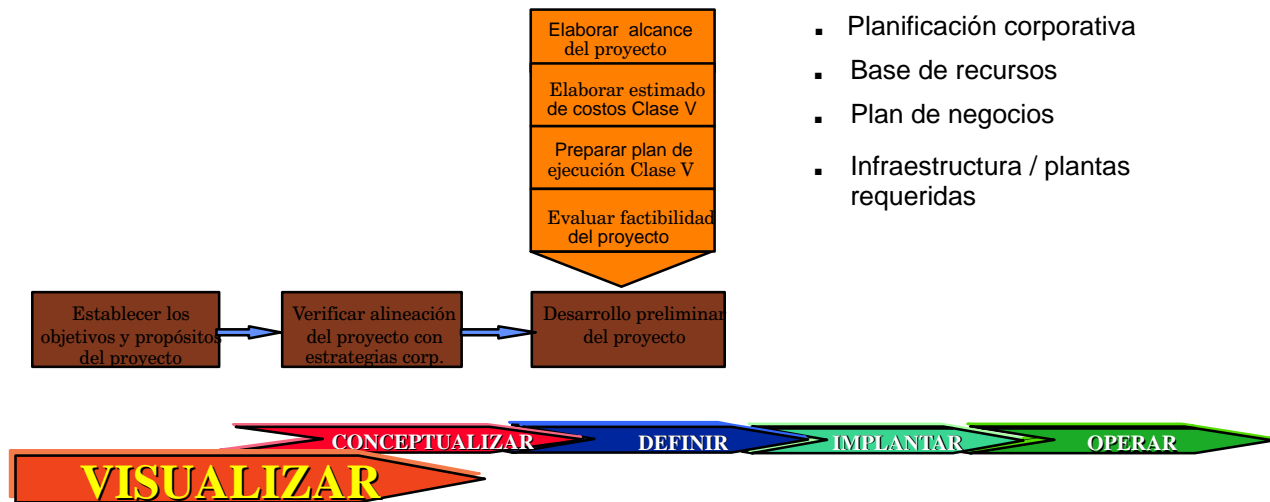 Elaborar alcance
del proyecto
Elaborar estimado
de costos Clase V
Preparar plan de
ejecución Clase V
Evaluar factibilidad
del proyecto
▪ Planificación corporativa
▪ Base de recursos
▪ Plan de negocios
▪ Infraestructura / plantas
requeridas
Establecer los
objetivos y propósitos
del proyecto
Verificar alineación
del proyecto con
estrategias corp.
Desarrollo preliminar
del proyecto
VISUALIZAR
CONCEPTUALIZAR
DEFINIR
IMPLANTAR
OPERAR